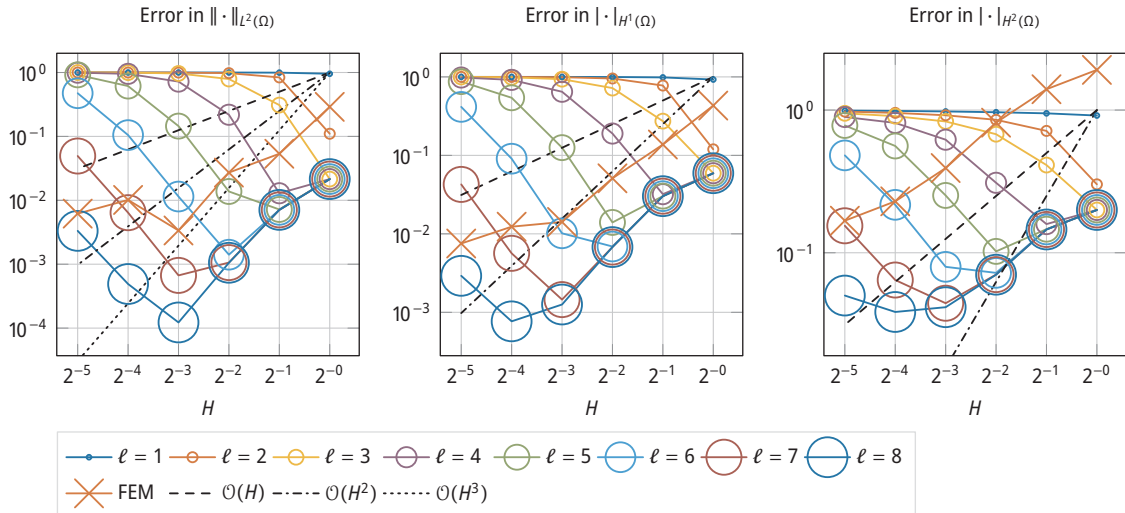 Error in ‖ · ‖_{L²(Ω)}
10⁰
10⁻¹
10⁻²
10⁻³
10⁻⁴
2⁻⁵ 2⁻⁴ 2⁻³ 2⁻² 2⁻¹ 2⁻⁰
H
Error in | · |_{H¹(Ω)}
10⁰
10⁻¹
10⁻²
10⁻³
2⁻⁵ 2⁻⁴ 2⁻³ 2⁻² 2⁻¹ 2⁻⁰
H
Error in | · |_{H²(Ω)}
10⁰
10⁻¹
2⁻⁵ 2⁻⁴ 2⁻³ 2⁻² 2⁻¹ 2⁻⁰
H
ℓ = 1 ℓ = 2 ℓ = 3 ℓ = 4 ℓ = 5 ℓ = 6 ℓ = 7 ℓ = 8
FEM 𝒪(H) 𝒪(H²) 𝒪(H³)